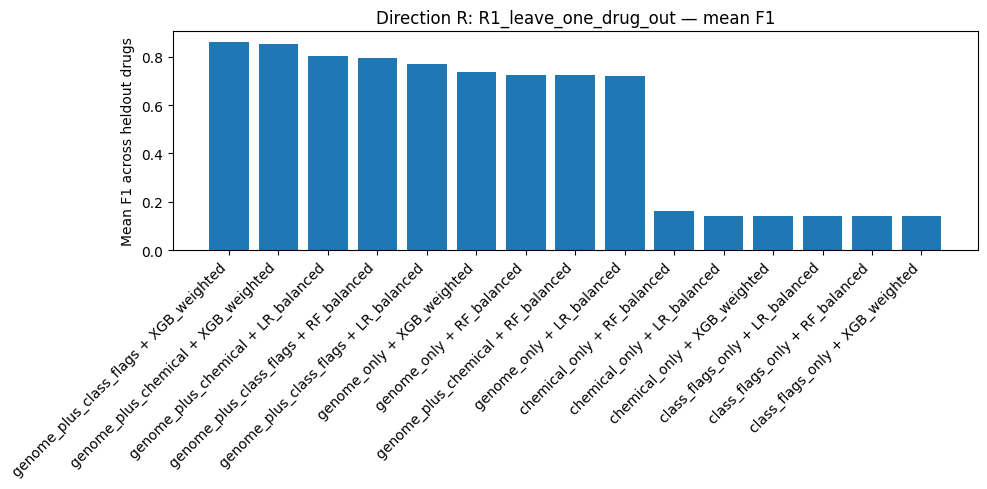 Direction R: R1_leave_one_drug_out — mean F1
Mean F1 across heldout drugs
0.8
0.6
0.4
0.2
0.0
genome_plus_class_flags + XGB_weighted
genome_plus_chemical + XGB_weighted
genome_plus_chemical + LR_balanced
genome_plus_class_flags + RF_balanced
genome_plus_class_flags + LR_balanced
genome_only + XGB_weighted
genome_only + RF_balanced
genome_plus_chemical + RF_balanced
genome_only + LR_balanced
chemical_only + RF_balanced
chemical_only + LR_balanced
chemical_only + XGB_weighted
class_flags_only + LR_balanced
class_flags_only + RF_balanced
class_flags_only + XGB_weighted